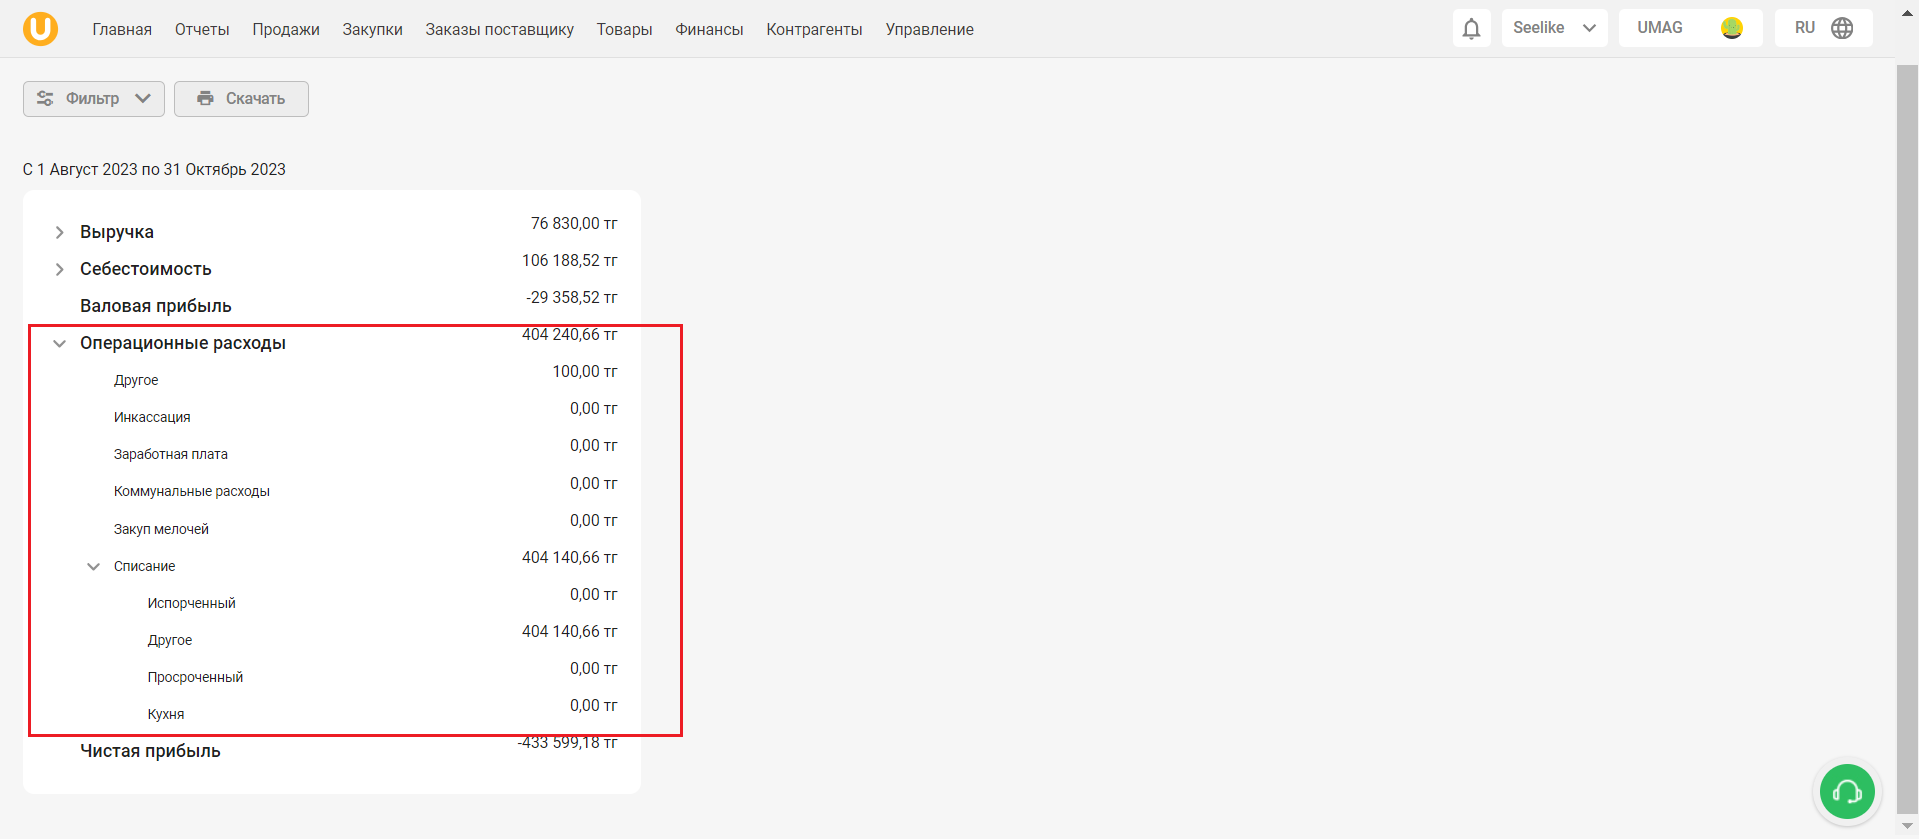 Главная Отчеты Продажи Закупки Заказы поставщику Товары Финансы Контрагенты Управление Seelike UMAG RU
Фильтр Скачать
С 1 Август 2023 по 31 Октябрь 2023
Выручка 76 830,00 тг
Себестоимость 106 188,52 тг
Валовая прибыль -29 358,52 тг
Операционные расходы 404 240,66 тг
Другое 100,00 тг
Инкассация 0,00 тг
Заработная плата 0,00 тг
Коммунальные расходы 0,00 тг
Закуп мелочей 0,00 тг
Списание 404 140,66 тг
Испорченный 0,00 тг
Другое 404 140,66 тг
Просроченный 0,00 тг
Кухня 0,00 тг
Чистая прибыль -433 599,18 тг